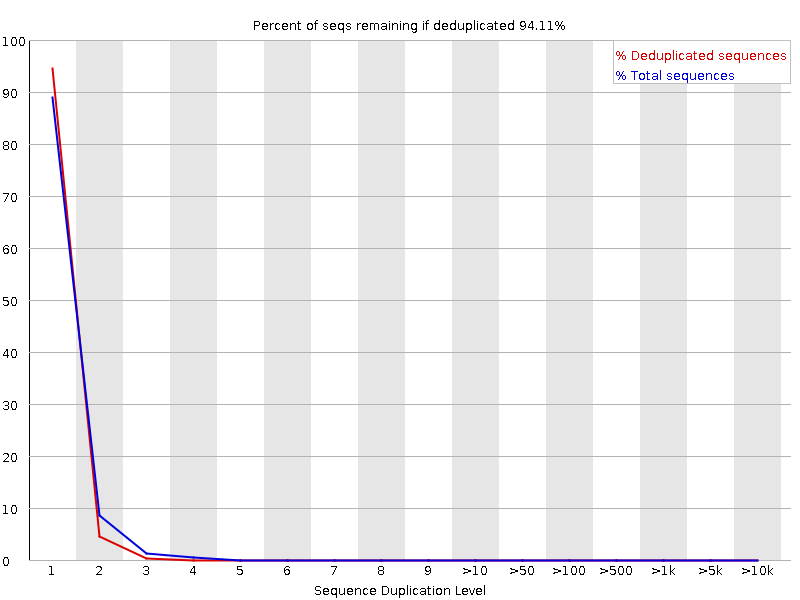 Percent of seqs remaining if deduplicated 94.11%
% Deduplicated sequences
% Total sequences
100
90
80
70
60
50
40
30
20
10
0
1 2 3 4 5 6 7 8 9 >10 >50 >100 >500 >1k >5k >10k
Sequence Duplication Level